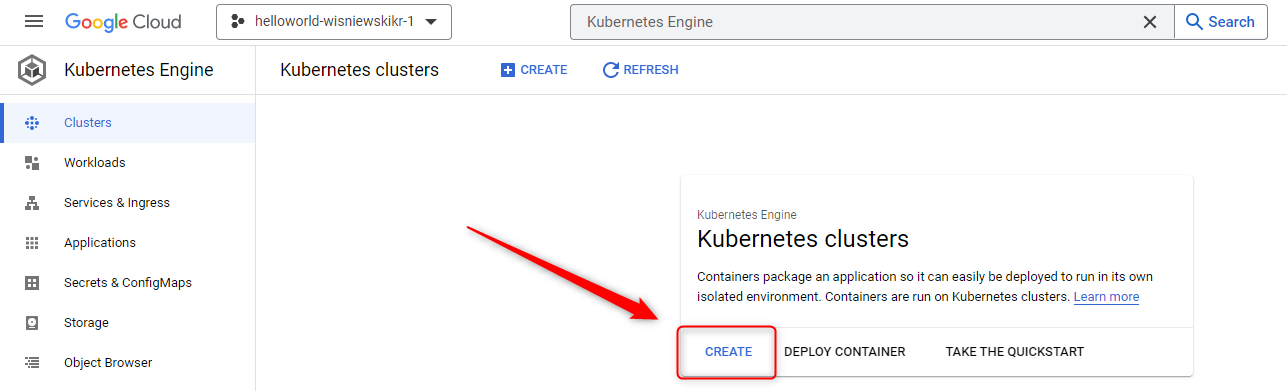 Google Cloud
helloworld-wisniewskikr-1
Kubernetes Engine
Search
Kubernetes Engine
Kubernetes clusters
CREATE
REFRESH
Clusters
Workloads
Services & Ingress
Applications
Secrets & ConfigMaps
Storage
Object Browser
Kubernetes Engine
Kubernetes clusters
Containers package an application so it can easily be deployed to run in its own
isolated environment. Containers are run on Kubernetes clusters. Learn more
CREATE
DEPLOY CONTAINER
TAKE THE QUICKSTART